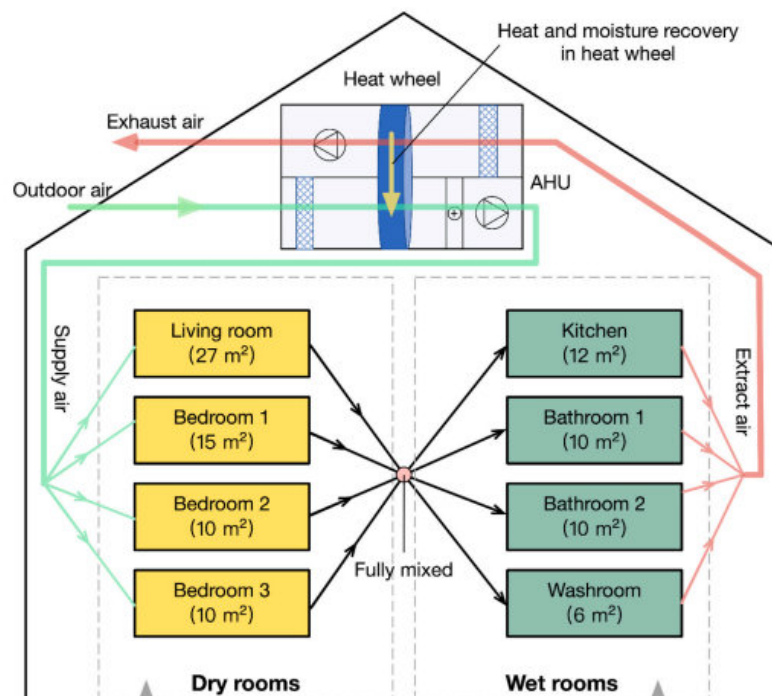 Heat and moisture recovery
in heat wheel
Heat wheel
Exhaust air
Outdoor air
AHU
Supply air
Living room
(27 m²)
Bedroom 1
(15 m²)
Bedroom 2
(10 m²)
Bedroom 3
(10 m²)
Fully mixed
Kitchen
(12 m²)
Bathroom 1
(10 m²)
Bathroom 2
(10 m²)
Washroom
(6 m²)
Extract air
Dry rooms
Wet rooms